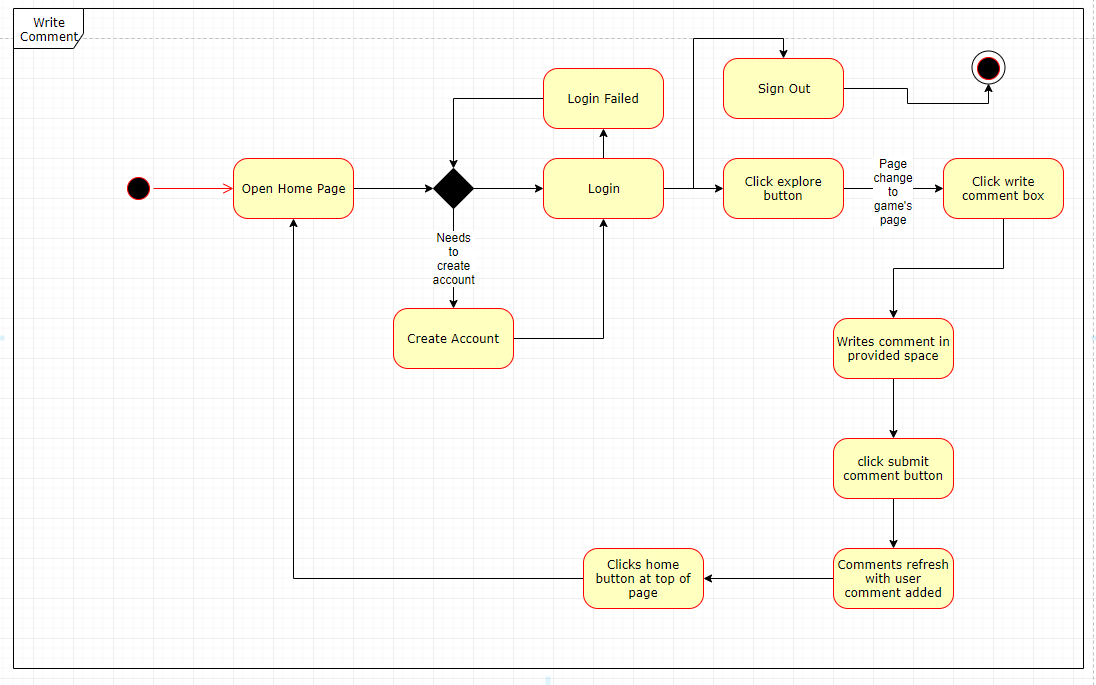 Write
Comment
Login Failed
Sign Out
Open Home Page
Login
Click explore
button
Page
change
to
game's
page
Click write
comment box
Needs
to
create
account
Create Account
Writes comment in
provided space
click submit
comment button
Comments refresh
with user
comment added
Clicks home
button at top of
page